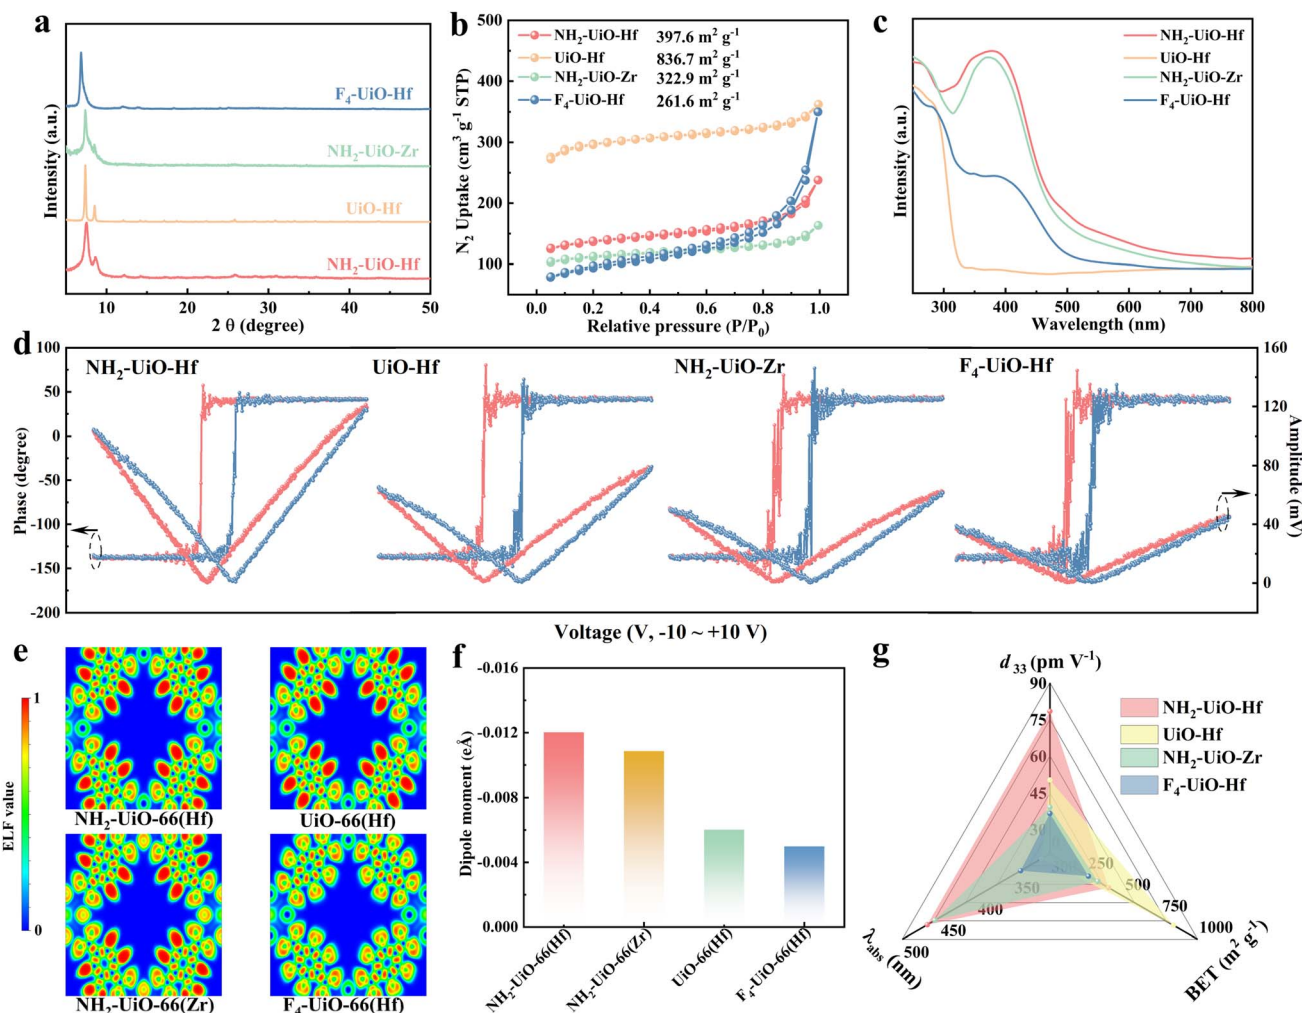 a
Intensity (a.u.)
F4-UiO-Hf
NH2-UiO-Zr
UiO-Hf
NH2-UiO-Hf
10 20 30 40 50
2 θ (degree)
b
N2 Uptake (cm3 g-1 STP)
500
450
400
350
300
250
200
150
100
NH2-UiO-Hf 397.6 m2 g-1
UiO-Hf 836.7 m2 g-1
NH2-UiO-Zr 322.9 m2 g-1
F4-UiO-Hf 261.6 m2 g-1
0.0 0.2 0.4 0.6 0.8 1.0
Relative pressure (P/P0)
c
Intensity (a.u.)
NH2-UiO-Hf
UiO-Hf
NH2-UiO-Zr
F4-UiO-Hf
300 400 500 600 700 800
Wavelength (nm)
d
Phase (degree)
100
50
0
-50
-100
-150
-200
NH2-UiO-Hf
UiO-Hf
NH2-UiO-Zr
F4-UiO-Hf
160
120
80
40
0
Amplitude (mV)
Voltage (V, -10 ~ +10 V)
e
ELF value
1
0
NH2-UiO-66(Hf)
UiO-66(Hf)
NH2-UiO-66(Zr)
F4-UiO-66(Hf)
f
Dipole moment (eÅ)
-0.016
-0.012
-0.008
-0.004
0.000
NH2-UiO-66(Hf)
NH2-UiO-66(Zr)
UiO-66(Hf)
F4-UiO-66(Hf)
g
d33 (pm V-1)
90
75
60
45
30
NH2-UiO-Hf
UiO-Hf
NH2-UiO-Zr
F4-UiO-Hf
250
500
750
1000
BET (m2 g-1)
350
400
450
500
λabs (nm)